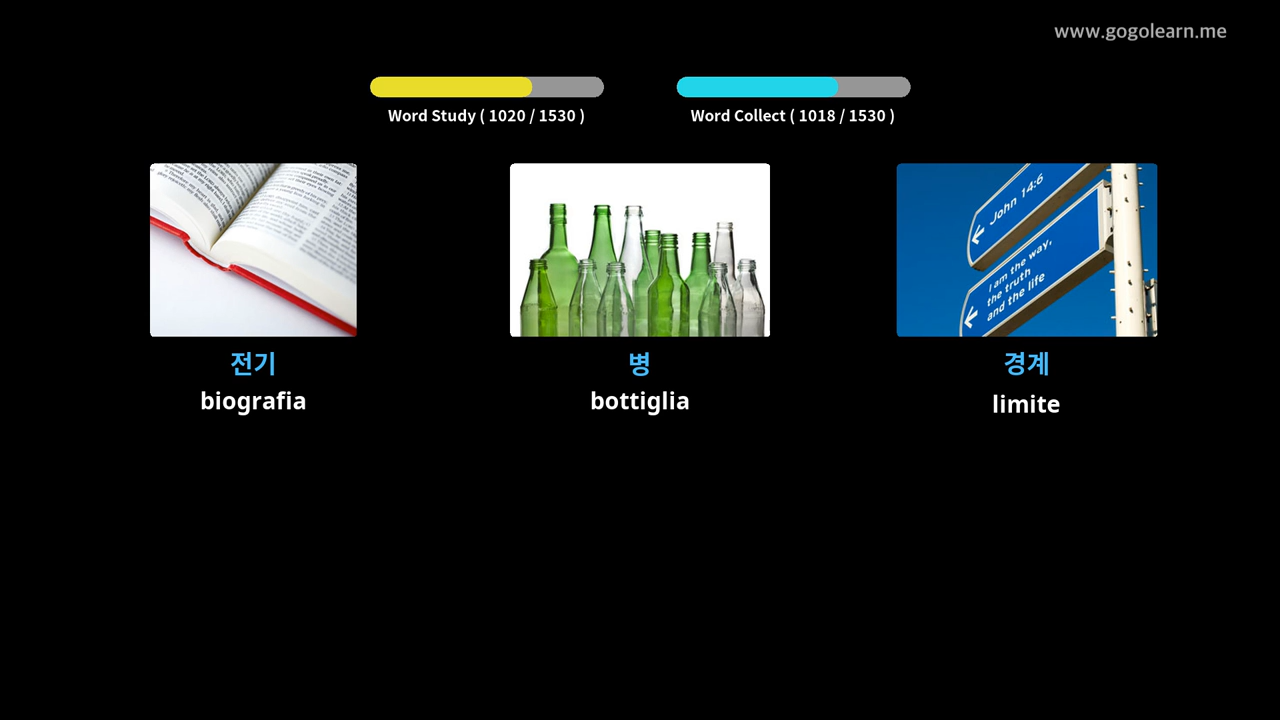 www.gogolearn.me
Word Study ( 1020 / 1530 )
Word Collect ( 1018 / 1530 )
John 14:6
I am the way,
the truth
and the life
전기
병
경계
biografia
bottiglia
limite